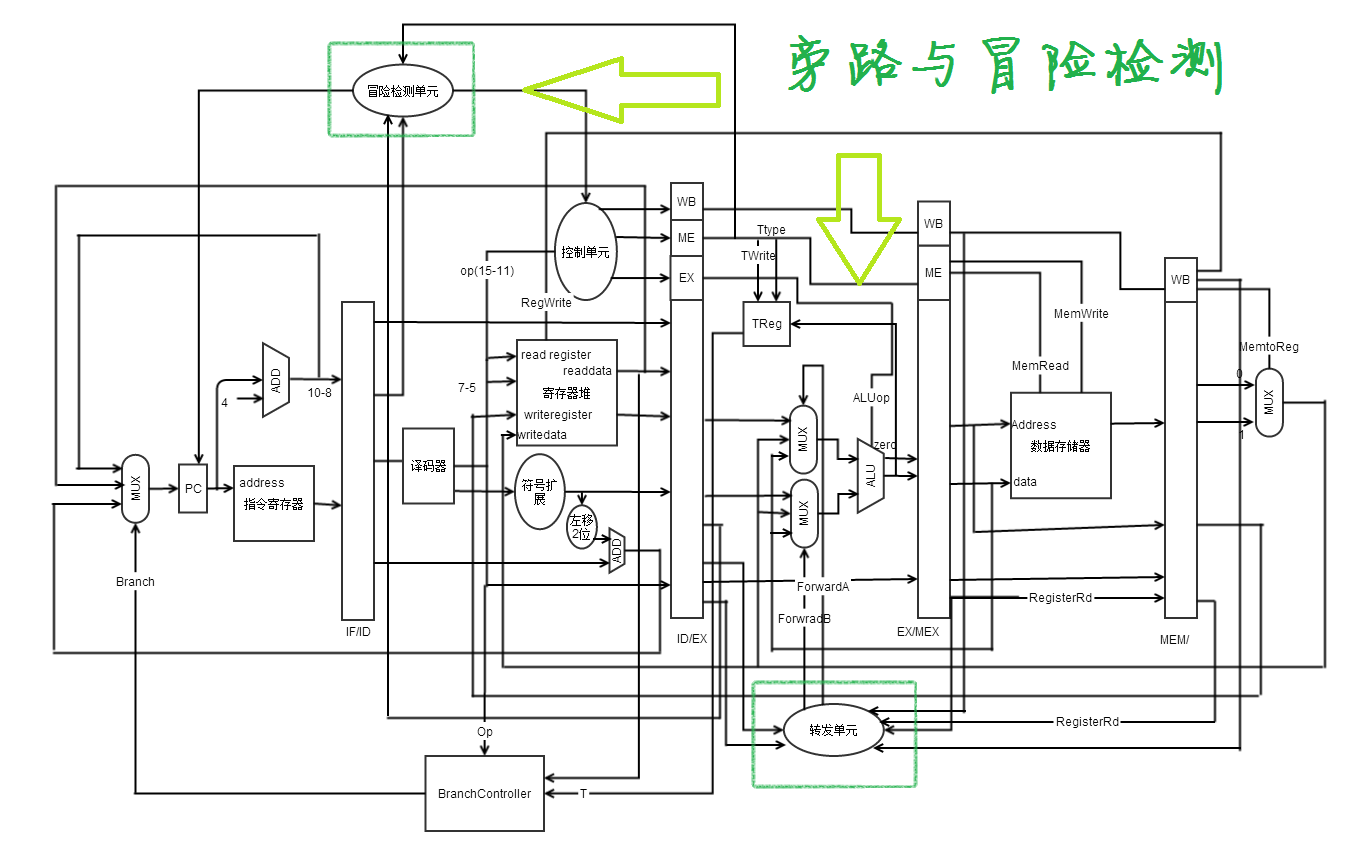 旁路与冒险检测
冒险检测单元
WB
ME
EX
控制单元
op(15-11)
RegWrite
Ttype
TWrite
TReg
WB
ME
MemWrite
MemRead
WB
MemtoReg
0
1
MUX
ADD
4
10-8
7-5
read register
readdata
寄存器堆
writeregister
writedata
MUX
ALUop
zero
ALU
MUX
Address
数据存储器
data
MUX
PC
address
指令寄存器
译码器
符号扩展
左移2位
ADD
Branch
IF/ID
ID/EX
ForwardA
ForwradB
EX/MEX
RegisterRd
MEM/
转发单元
RegisterRd
Op
BranchController
T